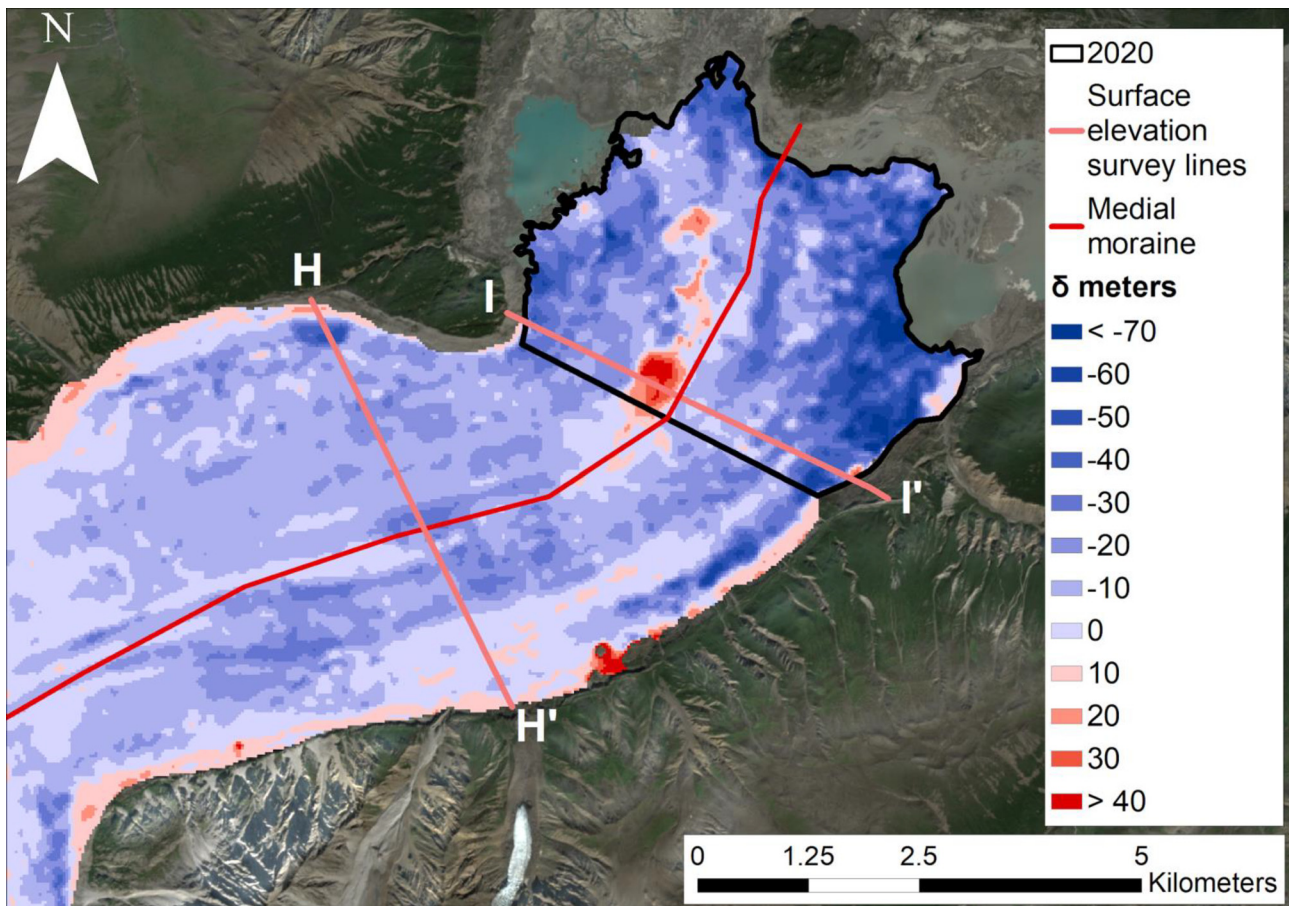 N
H
I
I'
H'
2020
Surface
elevation
survey lines
Medial
moraine
δ meters
< -70
-60
-50
-40
-30
-20
-10
0
10
20
30
> 40
0 1.25 2.5 5
Kilometers